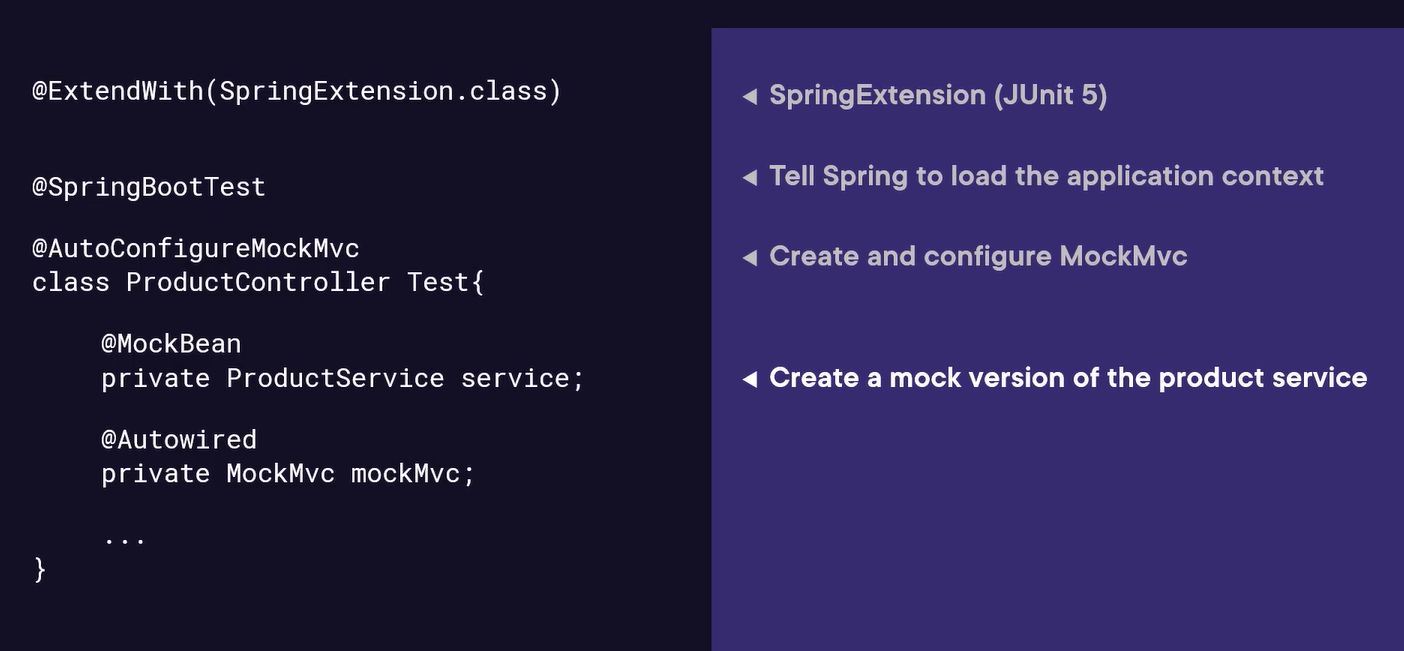 @ExtendWith(SpringExtension.class)
@SpringBootTest
@AutoConfigureMockMvc
class ProductController Test{
@MockBean
private ProductService service;
@Autowired
private MockMvc mockMvc;
...
}
◄ SpringExtension (JUnit 5)
◄ Tell Spring to load the application context
◄ Create and configure MockMvc
◄ Create a mock version of the product service